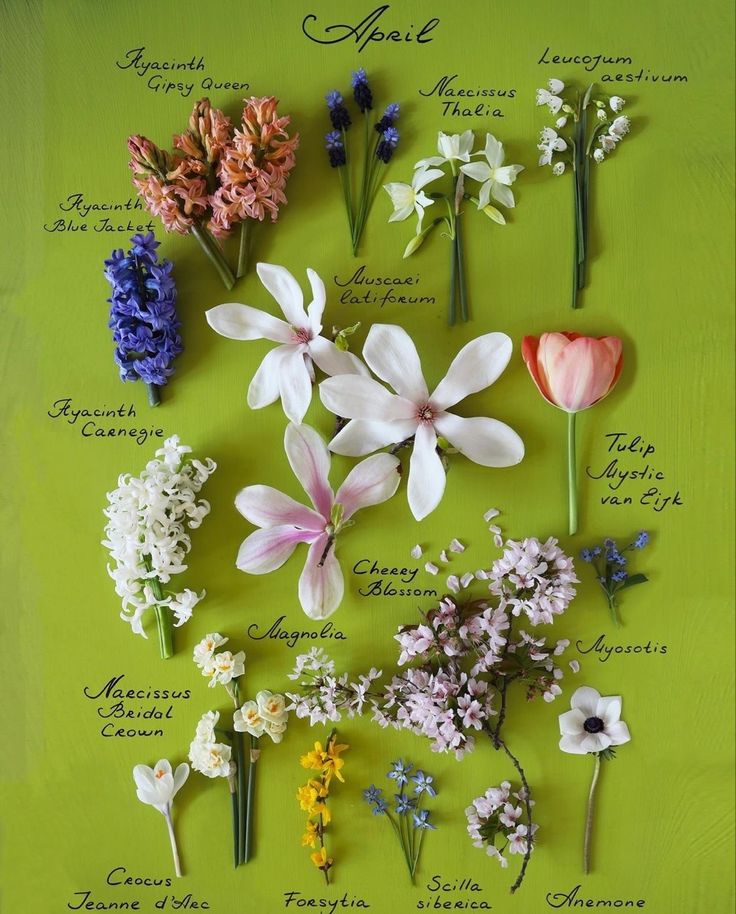 April
Hyacinth
Gipsy Queen
Narcissus
Thalia
Leucojum
aestivum
Hyacinth
Blue Jacket
Muscari
latiforum
Hyacinth
Carnegie
Tulip
Mystic
van Eijk
Cherry
Blossom
Magnolia
Myosotis
Narcissus
Bridal
Crown
Crocus
Jeanne d'Arc
Forsytia
Scilla
siberica
Anemone